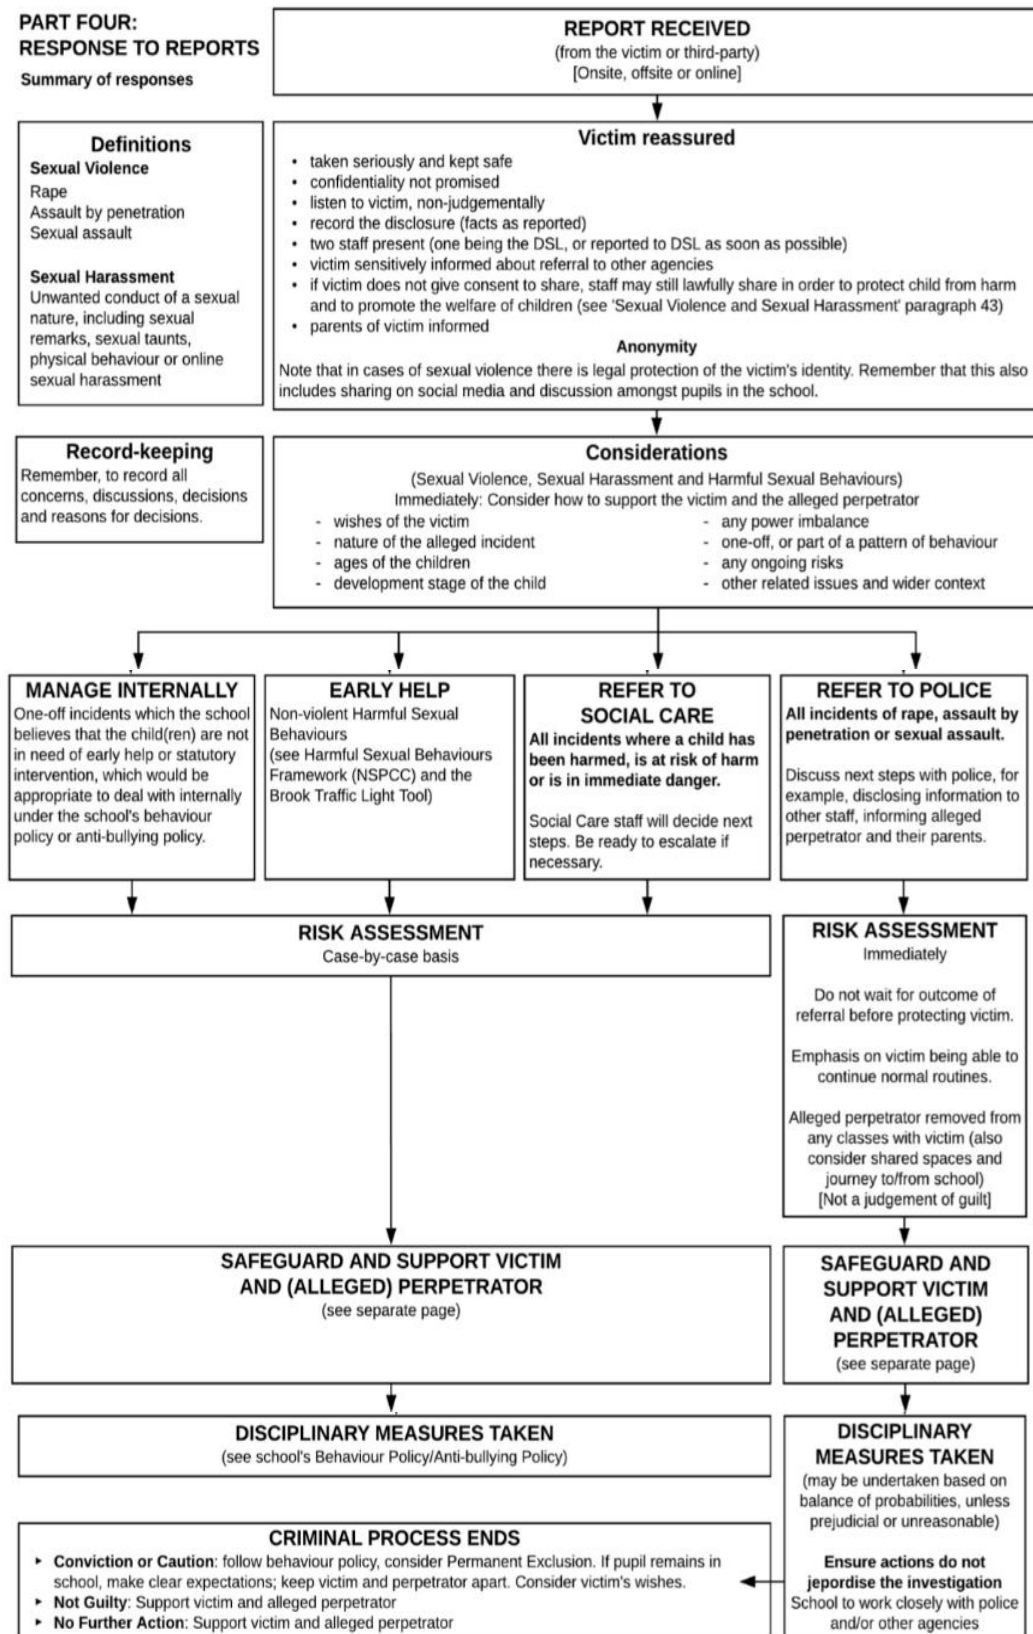 PART FOUR:
RESPONSE TO REPORTS
Summary of responses
REPORT RECEIVED
(from the victim or third-party)
[Onsite, offsite or online]
Definitions
Sexual Violence
Rape
Assault by penetration
Sexual assault
Sexual Harassment
Unwanted conduct of a sexual
nature, including sexual
remarks, sexual taunts,
physical behaviour or online
sexual harassment
Victim reassured
• taken seriously and kept safe
• confidentiality not promised
• listen to victim, non-judgementally
• record the disclosure (facts as reported)
• two staff present (one being the DSL, or reported to DSL as soon as possible)
• victim sensitively informed about referral to other agencies
• if victim does not give consent to share, staff may still lawfully share in order to protect child from harm
and to promote the welfare of children (see 'Sexual Violence and Sexual Harassment' paragraph 43)
• parents of victim informed
Anonymity
Note that in cases of sexual violence there is legal protection of the victim's identity. Remember that this also
includes sharing on social media and discussion amongst pupils in the school.
Record-keeping
Remember, to record all
concerns, discussions, decisions
and reasons for decisions.
Considerations
(Sexual Violence, Sexual Harassment and Harmful Sexual Behaviours)
Immediately: Consider how to support the victim and the alleged perpetrator
- wishes of the victim
- nature of the alleged incident
- ages of the children
- development stage of the child
- any power imbalance
- one-off, or part of a pattern of behaviour
- any ongoing risks
- other related issues and wider context
MANAGE INTERNALLY
One-off incidents which the school
believes that the child(ren) are not
in need of early help or statutory
intervention, which would be
appropriate to deal with internally
under the school's behaviour
policy or anti-bullying policy.
EARLY HELP
Non-violent Harmful Sexual
Behaviours
(see Harmful Sexual Behaviours
Framework (NSPCC) and the
Brook Traffic Light Tool)
REFER TO
SOCIAL CARE
All incidents where a child has
been harmed, is at risk of harm
or is in immediate danger.
Social Care staff will decide next
steps. Be ready to escalate if
necessary.
REFER TO POLICE
All incidents of rape, assault by
penetration or sexual assault.
Discuss next steps with police, for
example, disclosing information to
other staff, informing alleged
perpetrator and their parents.
RISK ASSESSMENT
Case-by-case basis
RISK ASSESSMENT
Immediately
Do not wait for outcome of
referral before protecting victim.
Emphasis on victim being able to
continue normal routines.
Alleged perpetrator removed from
any classes with victim (also
consider shared spaces and
journey to/from school)
[Not a judgement of guilt]
SAFEGUARD AND SUPPORT VICTIM
AND (ALLEGED) PERPETRATOR
(see separate page)
SAFEGUARD AND
SUPPORT VICTIM
AND (ALLEGED)
PERPETRATOR
(see separate page)
DISCIPLINARY MEASURES TAKEN
(see school's Behaviour Policy/Anti-bullying Policy)
DISCIPLINARY
MEASURES TAKEN
(may be undertaken based on
balance of probabilities, unless
prejudicial or unreasonable)
Ensure actions do not
jepordise the investigation
School to work closely with police
and/or other agencies
CRIMINAL PROCESS ENDS
▸ Conviction or Caution: follow behaviour policy, consider Permanent Exclusion. If pupil remains in
school, make clear expectations; keep victim and perpetrator apart. Consider victim's wishes.
▸ Not Guilty: Support victim and alleged perpetrator
▸ No Further Action: Support victim and alleged perpetrator